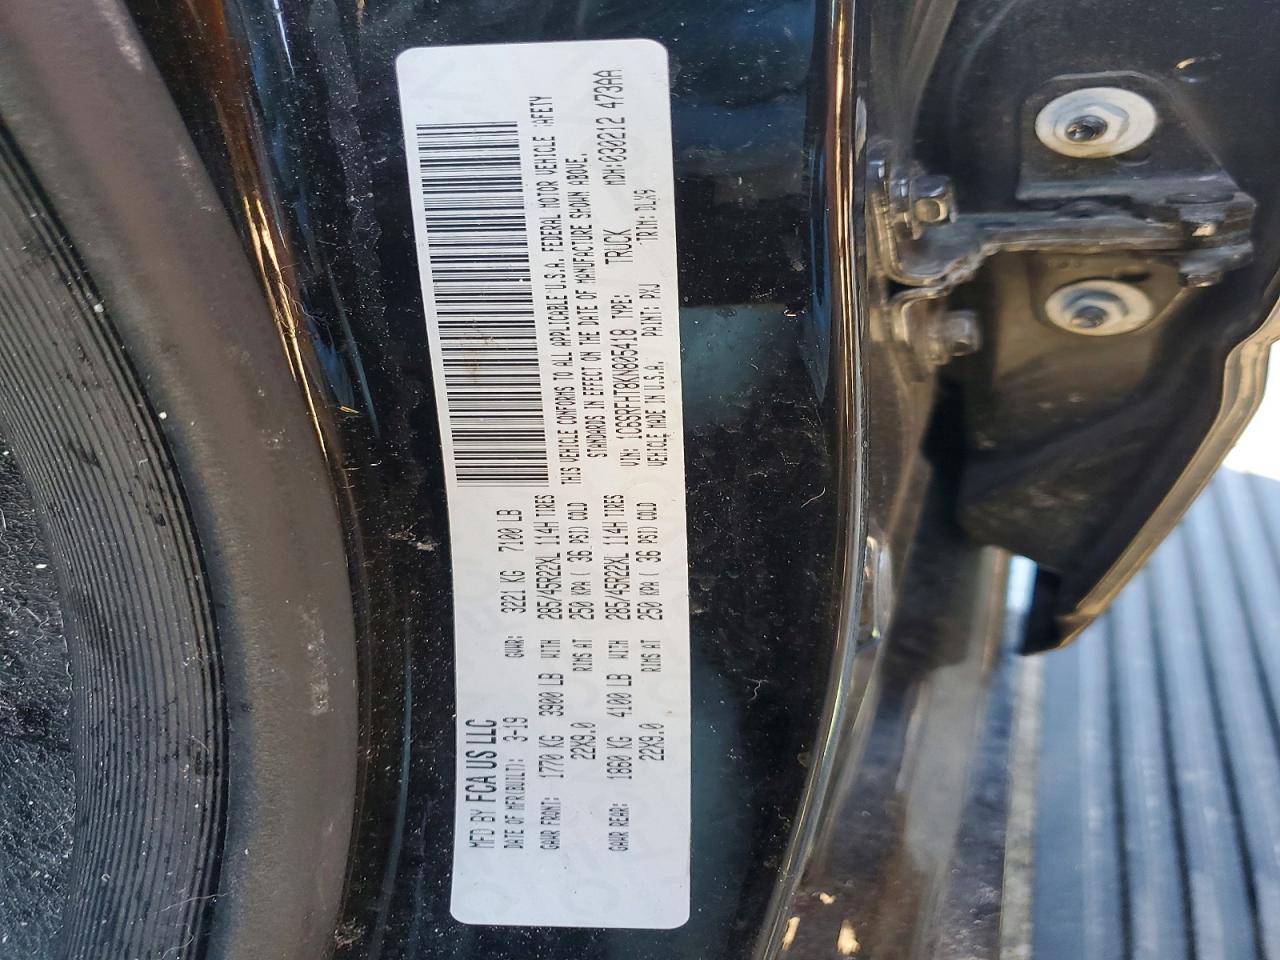 MFD BY FCA US LLC
DATE OF MFR(BUILT): 3-19 GVWR: 3221 KG 7100 LB
GAWR FRONT: 1770 KG 3900 LB WITH 285/45R22XL 114H TIRES
22X9.0 RIMS AT 250 KPA ( 36 PSI) COLD
GAWR REAR: 1860 KG 4100 LB WITH 285/45R22XL 114H TIRES
22X9.0 RIMS AT 250 KPA ( 36 PSI) COLD
THIS VEHICLE CONFORMS TO ALL APPLICABLE U.S.A. FEDERAL MOTOR VEHICLE SAFETY
STANDARDS IN EFFECT ON THE DATE OF MANUFACTURE SHOWN ABOVE.
VIN: 1C6SRFHT8KN805418 TYPE: TRUCK MDH:030212 473AA
VEHICLE MADE IN U.S.A. PAINT: PXJ TRIM: DLX9